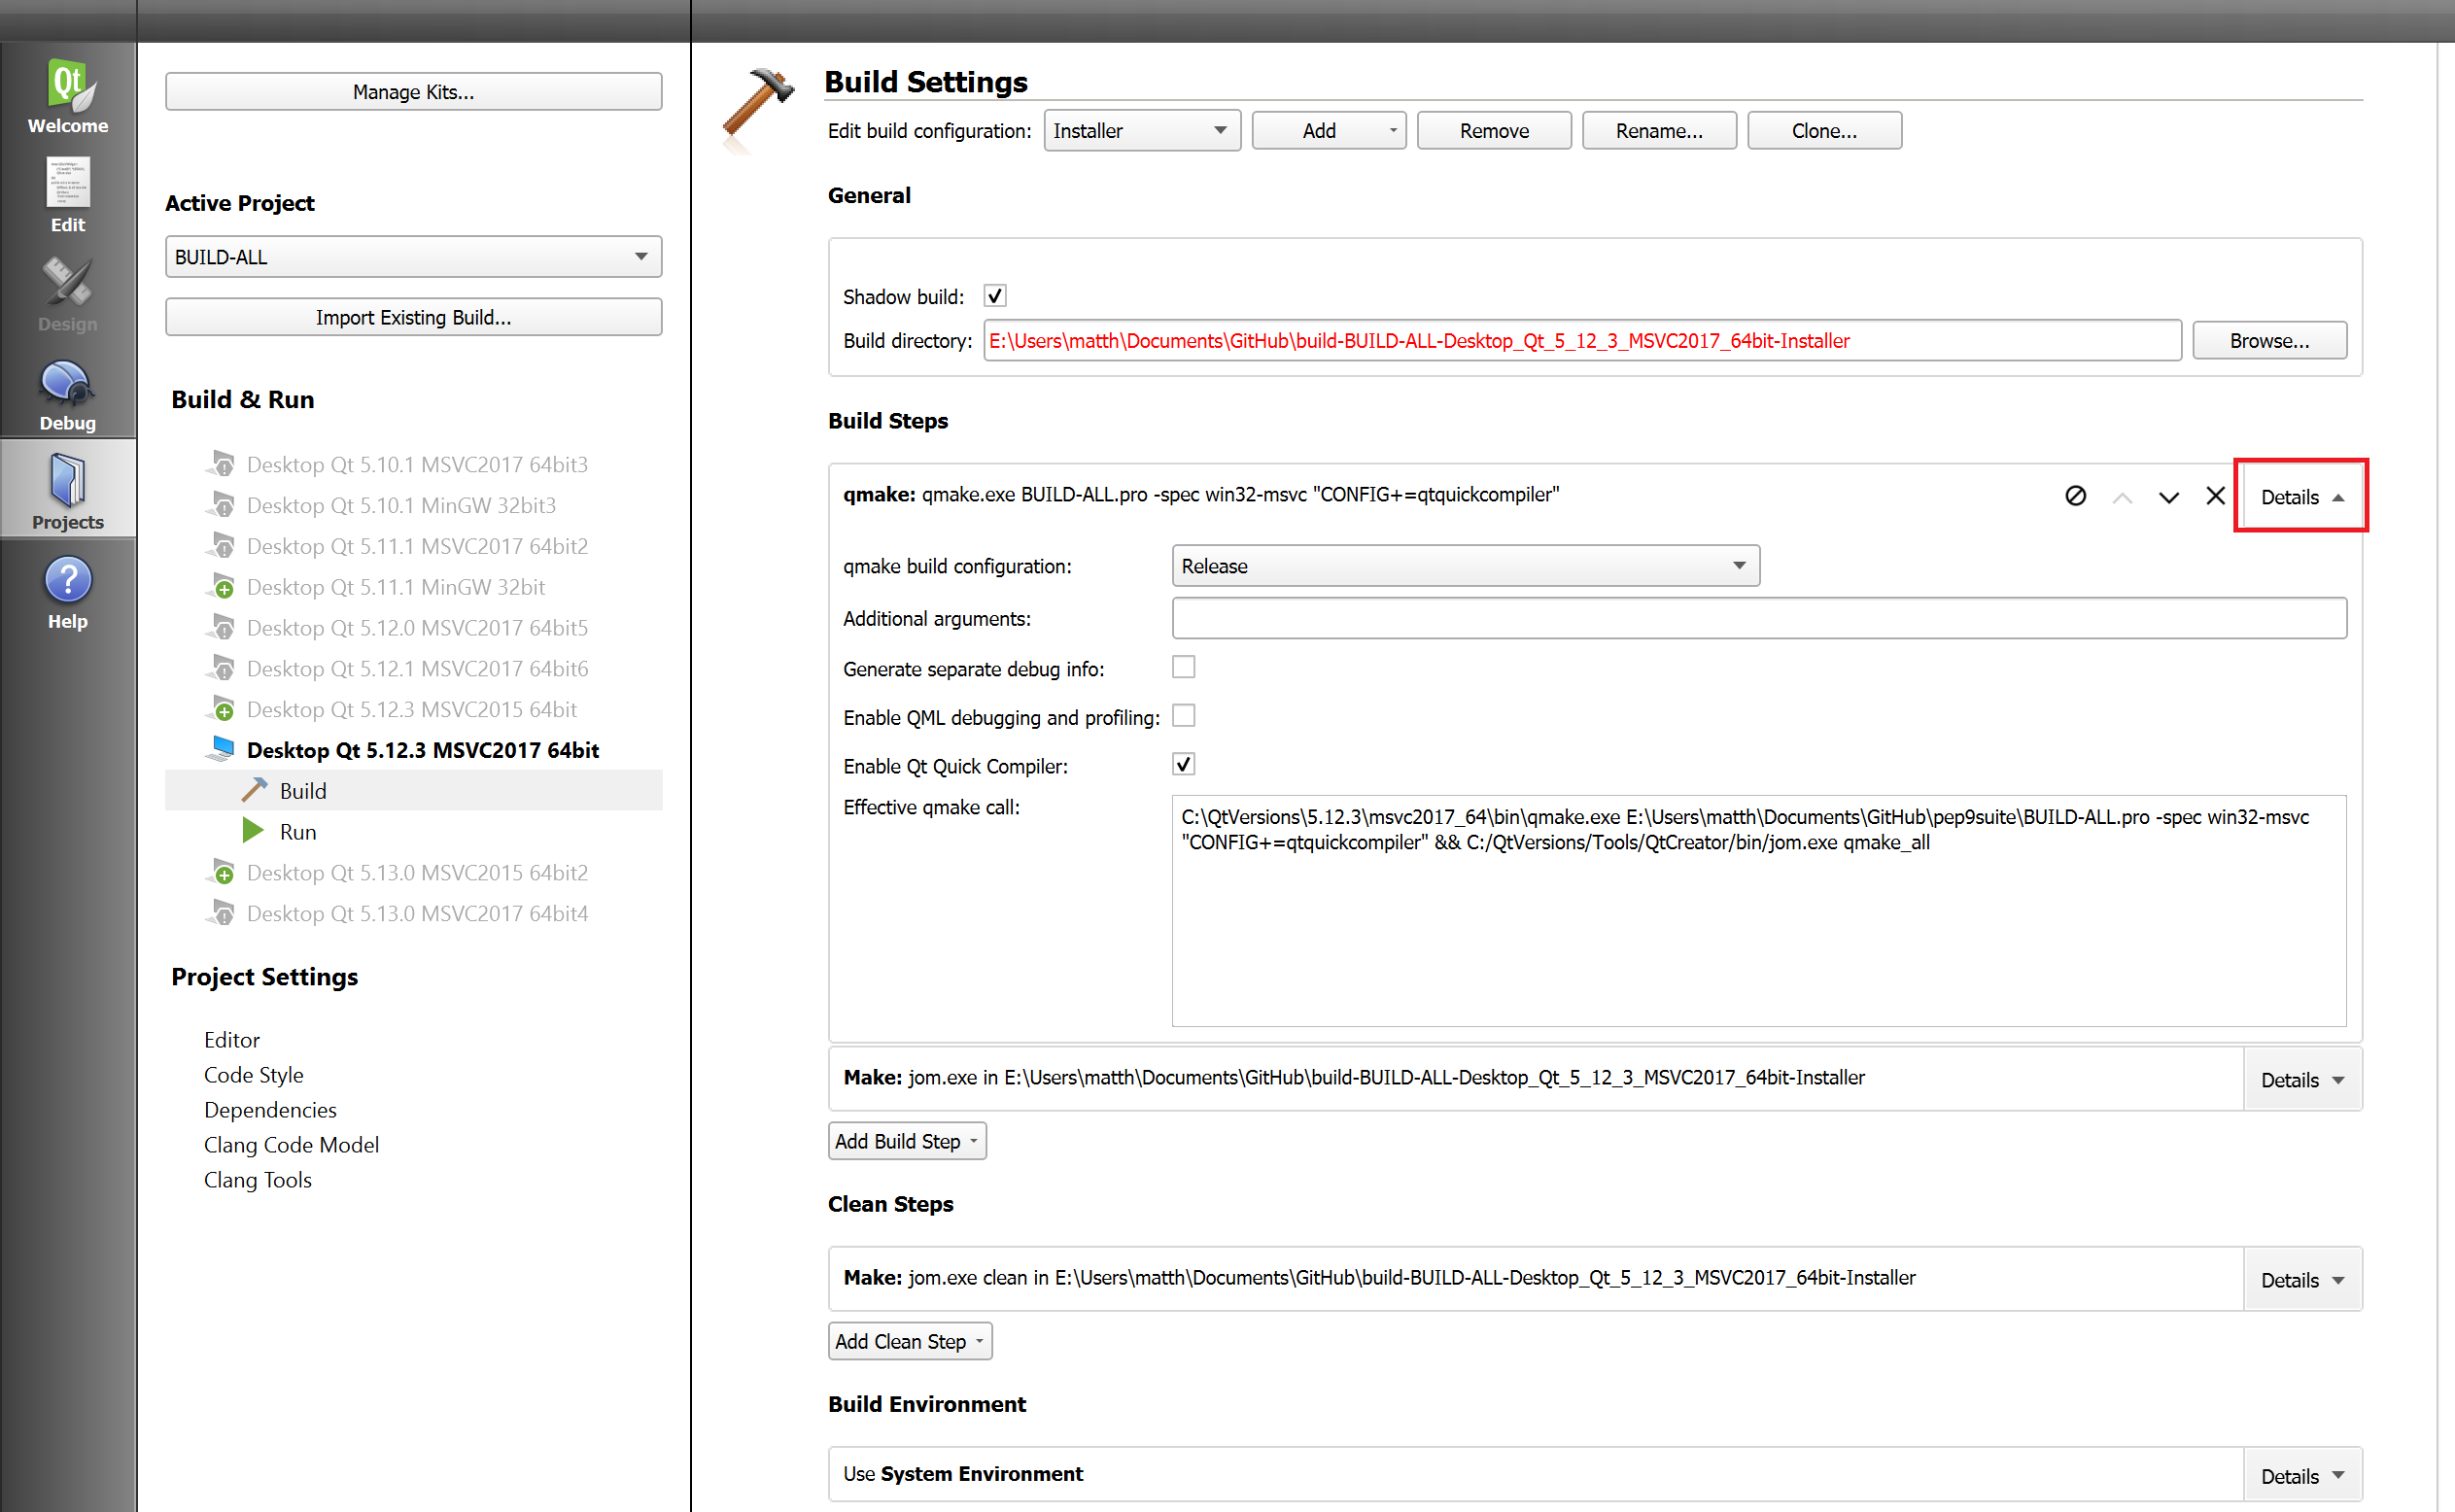 Qt
Welcome
Edit
Design
Debug
Projects
Help
Manage Kits...
Active Project
BUILD-ALL
Import Existing Build...
Build & Run
Desktop Qt 5.10.1 MSVC2017 64bit3
Desktop Qt 5.10.1 MinGW 32bit3
Desktop Qt 5.11.1 MSVC2017 64bit2
Desktop Qt 5.11.1 MinGW 32bit
Desktop Qt 5.12.0 MSVC2017 64bit5
Desktop Qt 5.12.1 MSVC2017 64bit6
Desktop Qt 5.12.3 MSVC2015 64bit
Desktop Qt 5.12.3 MSVC2017 64bit
Build
Run
Desktop Qt 5.13.0 MSVC2015 64bit2
Desktop Qt 5.13.0 MSVC2017 64bit4
Project Settings
Editor
Code Style
Dependencies
Clang Code Model
Clang Tools
Build Settings
Edit build configuration: Installer Add Remove Rename... Clone...
General
Shadow build:
Build directory: E:\Users\matth\Documents\GitHub\build-BUILD-ALL-Desktop_Qt_5_12_3_MSVC2017_64bit-Installer Browse...
Build Steps
qmake: qmake.exe BUILD-ALL.pro -spec win32-msvc "CONFIG+=qtquickcompiler" Details
qmake build configuration: Release
Additional arguments:
Generate separate debug info:
Enable QML debugging and profiling:
Enable Qt Quick Compiler:
Effective qmake call: C:\QtVersions\5.12.3\msvc2017_64\bin\qmake.exe E:\Users\matth\Documents\GitHub\pep9suite\BUILD-ALL.pro -spec win32-msvc
"CONFIG+=qtquickcompiler" && C:/QtVersions/Tools/QtCreator/bin/jom.exe qmake_all
Make: jom.exe in E:\Users\matth\Documents\GitHub\build-BUILD-ALL-Desktop_Qt_5_12_3_MSVC2017_64bit-Installer Details
Add Build Step
Clean Steps
Make: jom.exe clean in E:\Users\matth\Documents\GitHub\build-BUILD-ALL-Desktop_Qt_5_12_3_MSVC2017_64bit-Installer Details
Add Clean Step
Build Environment
Use System Environment Details